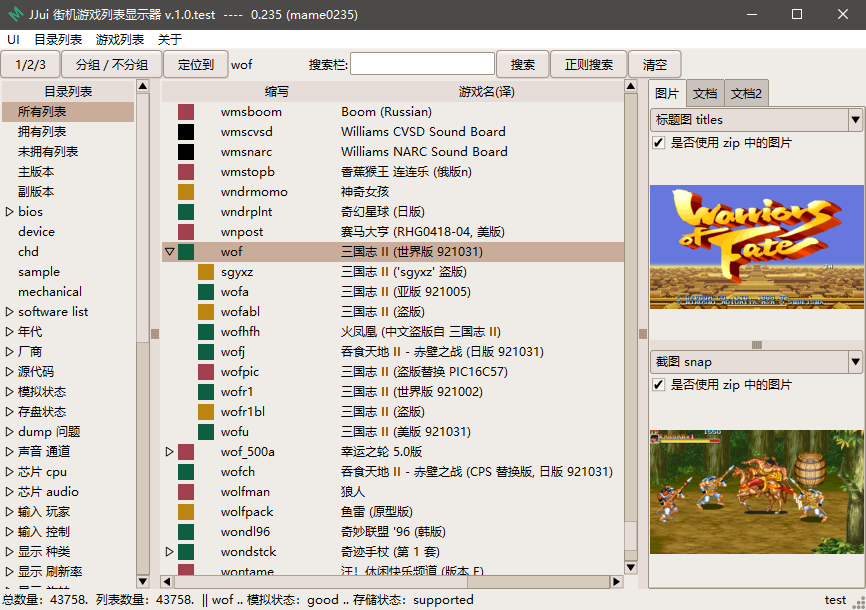 JJui 街机游戏列表显示器 v.1.0.test ---- 0.235 (mame0235)
UI 目录列表 游戏列表 关于
1/2/3 分组 / 不分组 定位到 wof 搜索栏: 搜索 正则搜索 清空
目录列表
所有列表
拥有列表
未拥有列表
主版本
副版本
bios
device
chd
sample
mechanical
software list
年代
厂商
源代码
模拟状态
存盘状态
dump 问题
声音 通道
芯片 cpu
芯片 audio
输入 玩家
输入 控制
显示 种类
显示 刷新率
缩写 游戏名(译)
wmsboom Boom (Russian)
wmscvsd Williams CVSD Sound Board
wmsnarc Williams NARC Sound Board
wmstopb 香蕉猴王 连连乐 (俄版n)
wndrmomo 神奇女孩
wndrplnt 奇幻星球 (日版)
wnpost 赛马大亨 (RHG0418-04, 美版)
wof 三国志 II (世界版 921031)
sgyxz 三国志 II ('sgyxz' 盗版)
wofa 三国志 II (亚版 921005)
wofabl 三国志 II (盗版)
wofhfh 火凤凰 (中文盗版自 三国志 II)
wofj 吞食天地 II - 赤壁之战 (日版 921031)
wofpic 三国志 II (盗版替换 PIC16C57)
wofr1 三国志 II (世界版 921002)
wofr1bl 三国志 II (盗版)
wofu 三国志 II (美版 921031)
wof_500a 幸运之轮 5.0版
wofch 吞食天地 II - 赤壁之战 (CPS 替换版, 日版 921031)
wolfman 狼人
wolfpack 鱼雷 (原型版)
wondl96 奇妙联盟 '96 (韩版)
wondstck 奇迹手杖 (第 1 套)
wontame 汪! 休闲快乐频道 (版本 F)
图片 文档 文档2
标题图 titles
是否使用 zip 中的图片
Warriors
of Fate
截图 snap
是否使用 zip 中的图片
总数量: 43758. 列表数量: 43758. || wof .. 模拟状态: good .. 存储状态: supported
test